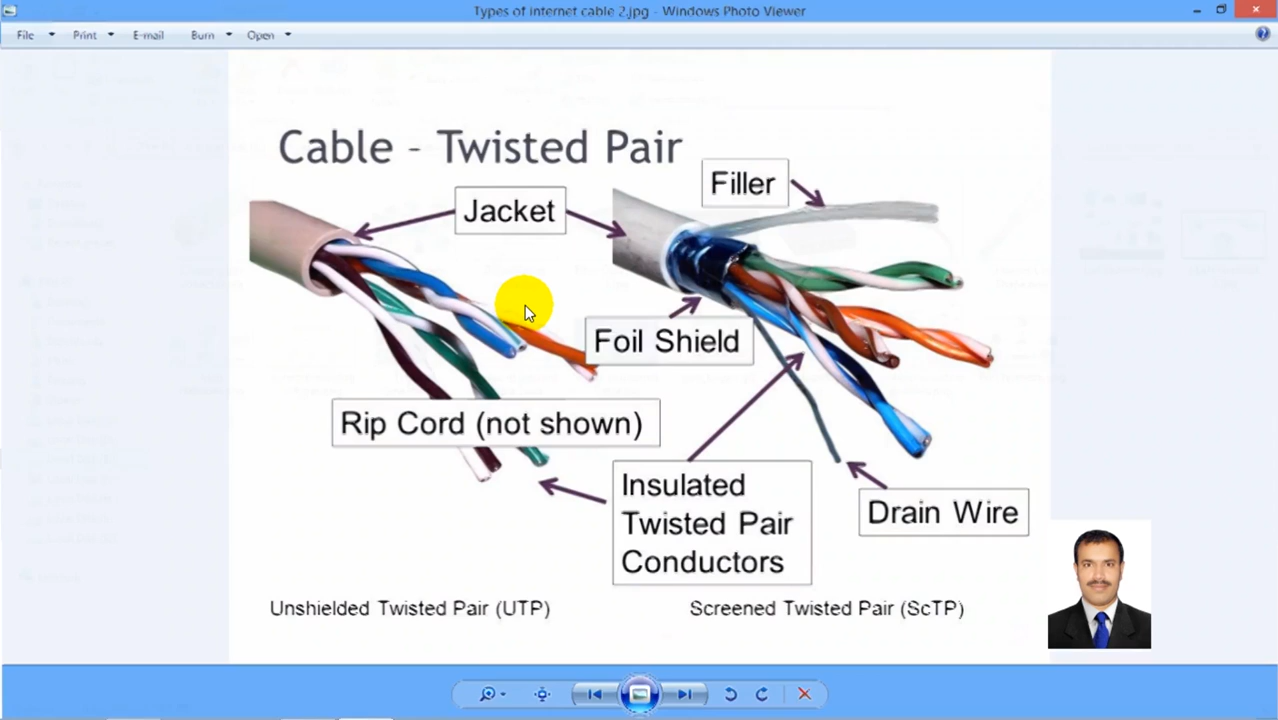 Types of internet cable 2.jpg - Windows Photo Viewer
File Print E-mail Burn Open
Cable – Twisted Pair
Filler
Jacket
Foil Shield
Rip Cord (not shown)
Insulated
Twisted Pair
Conductors
Drain Wire
Unshielded Twisted Pair (UTP)
Screened Twisted Pair (ScTP)